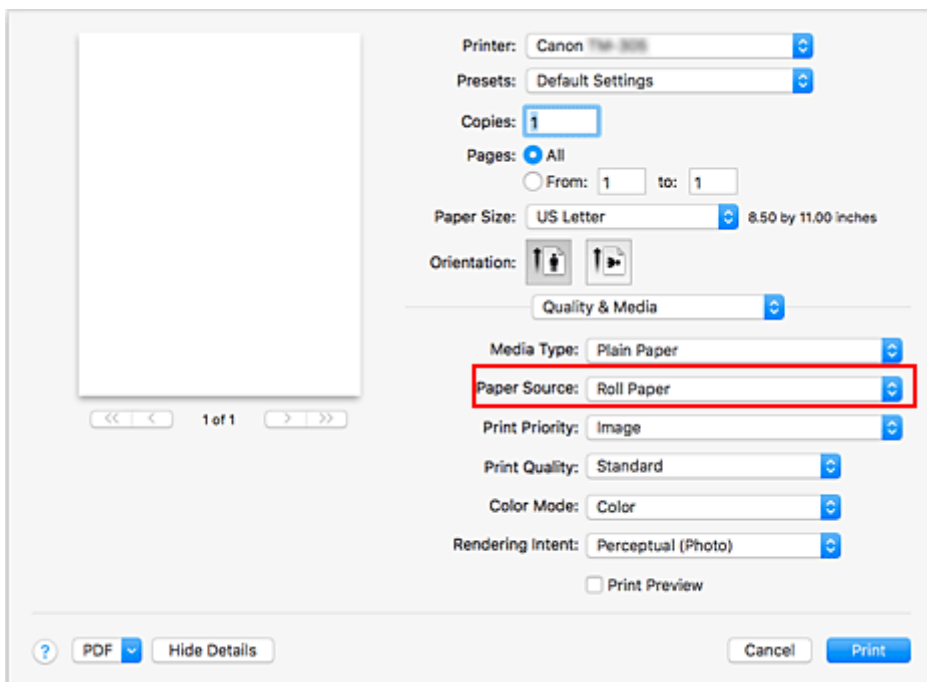 Printer: Canon
Presets: Default Settings
Copies: 1
Pages: All
From: 1 to: 1
Paper Size: US Letter 8.50 by 11.00 inches
Orientation:
Quality & Media
Media Type: Plain Paper
Paper Source: Roll Paper
1 of 1
Print Priority: Image
Print Quality: Standard
Color Mode: Color
Rendering Intent: Perceptual (Photo)
Print Preview
? PDF Hide Details Cancel Print